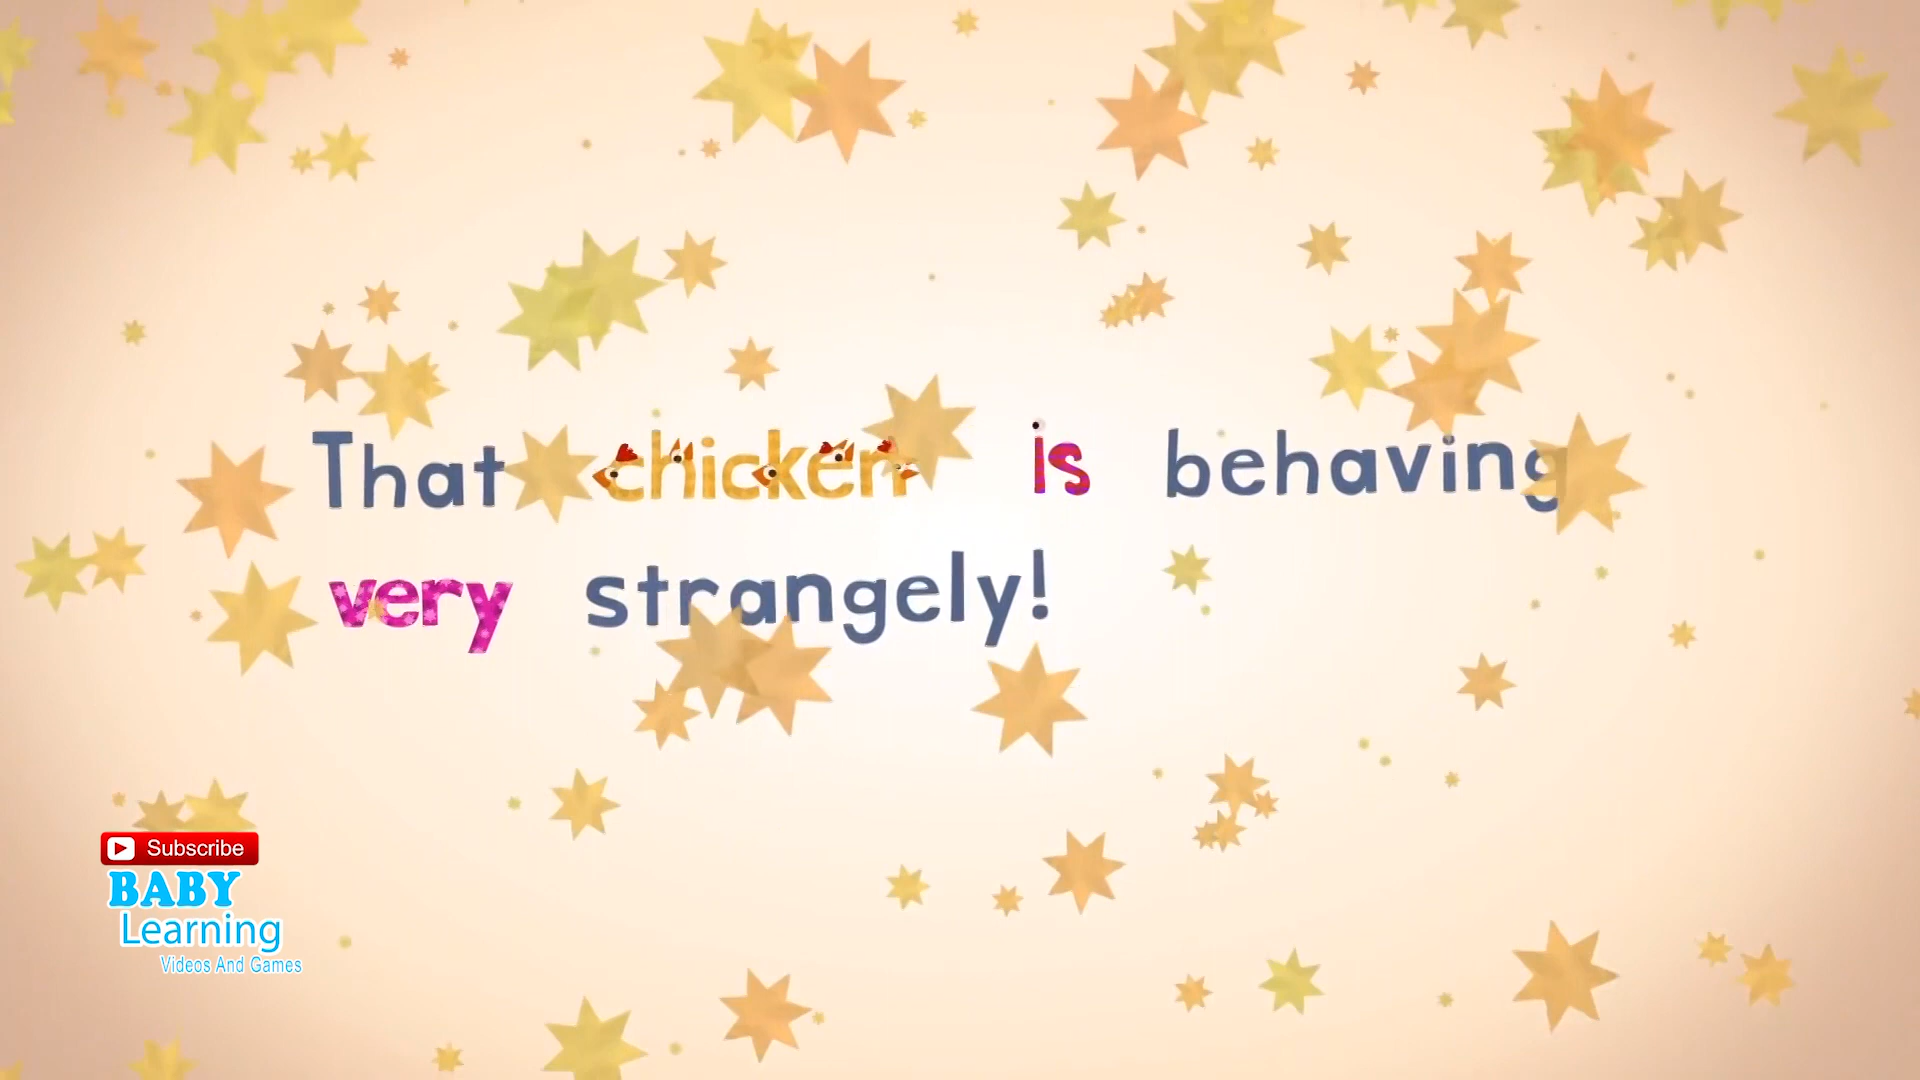 That chicken is behaving
very strangely!
Subscribe
BABY
Learning
Videos And Games